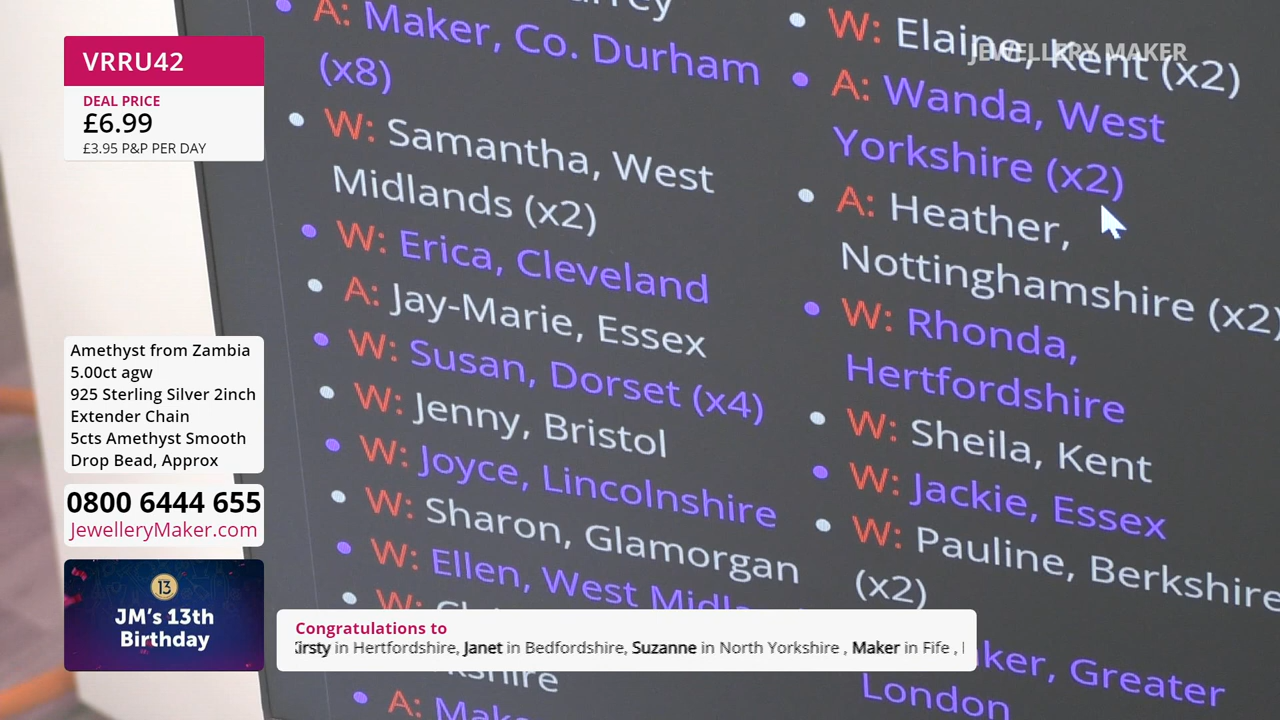 VRRU42
DEAL PRICE
£6.99
£3.95 P&P PER DAY
Amethyst from Zambia
5.00ct agw
925 Sterling Silver 2inch
Extender Chain
5cts Amethyst Smooth
Drop Bead, Approx
0800 6444 655
JewelleryMaker.com
13
JM's 13th
Birthday
A: Maker, Co. Durham
(x8)
W: Samantha, West
Midlands (x2)
W: Erica, Cleveland
A: Jay-Marie, Essex
W: Susan, Dorset (x4)
W: Jenny, Bristol
W: Joyce, Lincolnshire
W: Sharon, Glamorgan
W: Ellen, West
W:
A:
JEWELLERY MAKER
W: Elaine, Kent (x2)
A: Wanda, West
Yorkshire (x2)
A: Heather,
Nottinghamshire (x2)
W: Rhonda,
Hertfordshire
W: Sheila, Kent
W: Jackie, Essex
W: Pauline, Berkshire
(x2)
Greater
London
Congratulations to
Kirsty in Hertfordshire, Janet in Bedfordshire, Suzanne in North Yorkshire , Maker in Fife ,